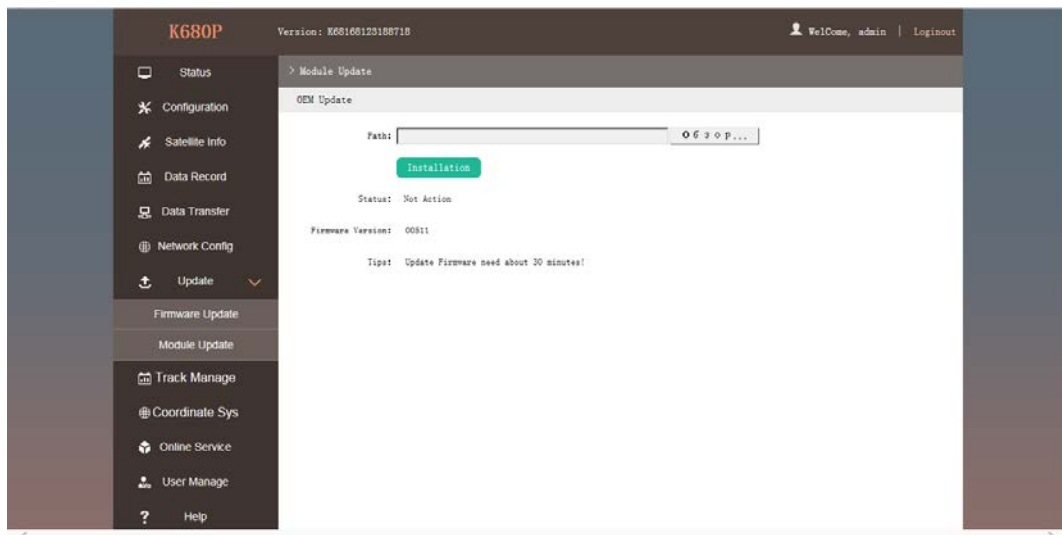 K680P
Version: K68168123188718
WelCome, admin | Loginout
Status
Configuration
Satellite Info
Data Record
Data Transfer
Network Config
Update
Firmware Update
Module Update
Track Manage
Coordinate Sys
Online Service
User Manage
? Help
> Module Update
OEM Update
Path:
Обзор...
Installation
Status: Not Action
Firmware Version: 00511
Tips: Update Firmware need about 30 minutes!